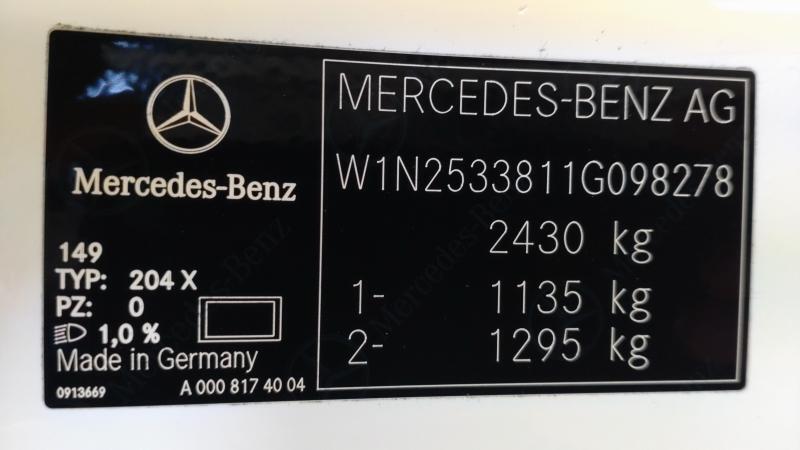 Mercedes-Benz
149
TYP: 204 X
PZ: 0
1,0 %
Made in Germany
0913669
A 000 817 40 04
MERCEDES-BENZ AG
W1N2533811G098278
2430 kg
1- 1135 kg
2- 1295 kg